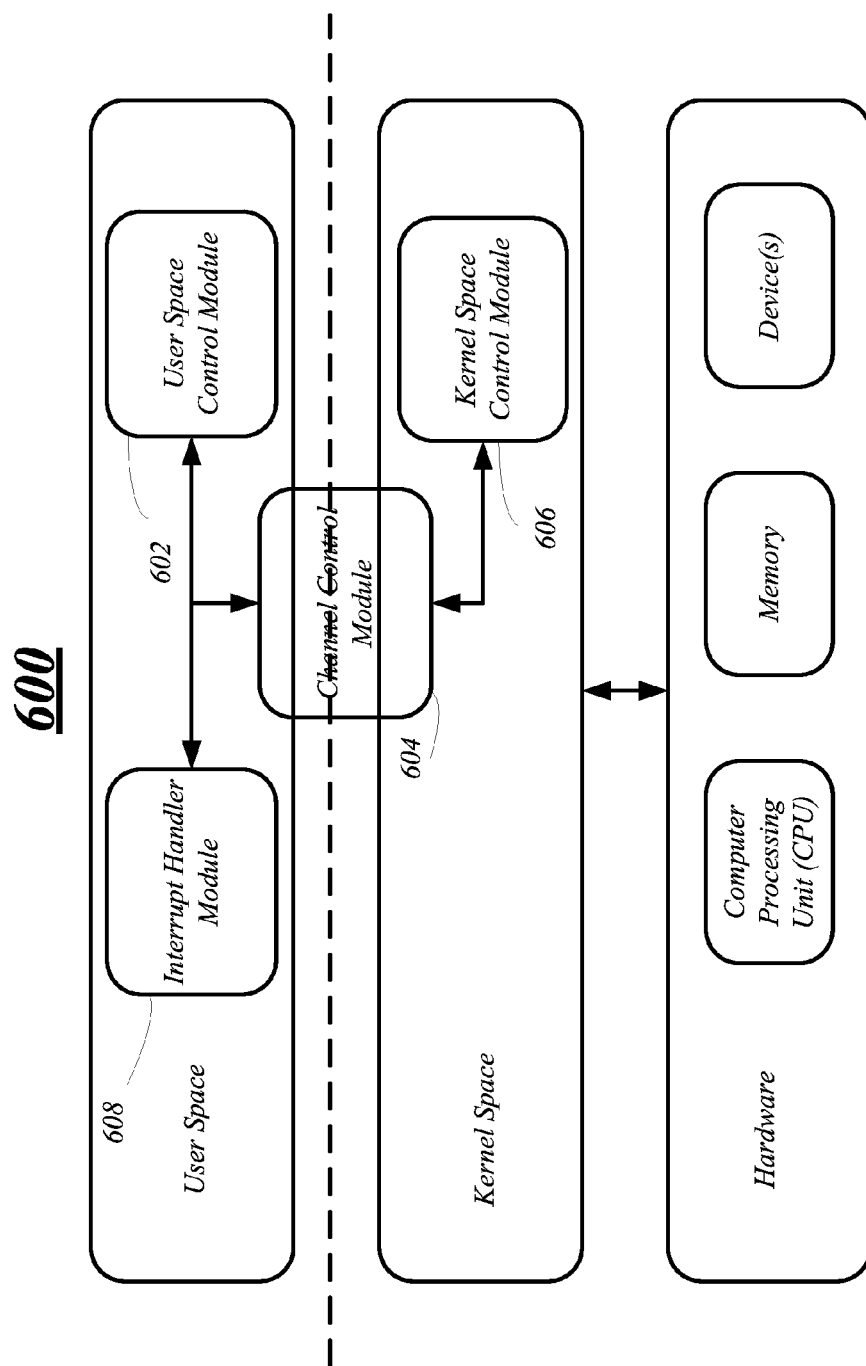 600
608
User Space
Interrupt Handler
Module
602
User Space
Control Module
604
Channel Control
Module
606
Kernel Space
Kernel Space
Control Module
Hardware
Computer
Processing
Unit (CPU)
Memory
Device(s)